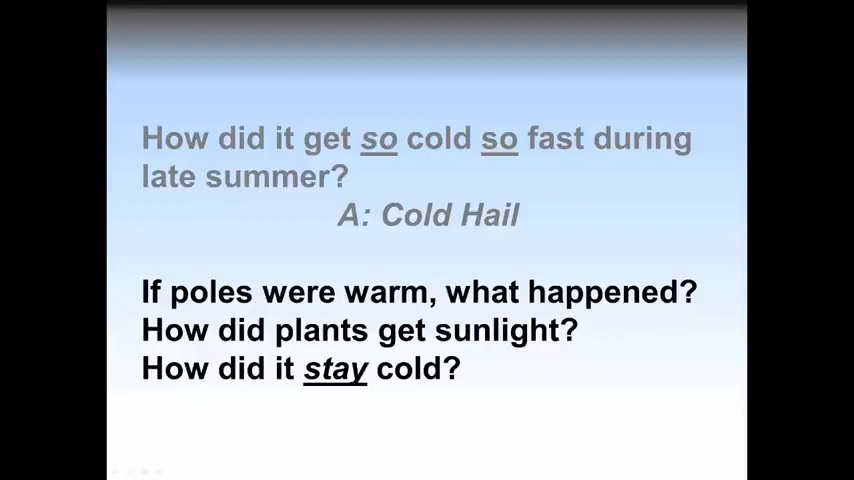 How did it get so cold so fast during
late summer?
A: Cold Hail
If poles were warm, what happened?
How did plants get sunlight?
How did it stay cold?